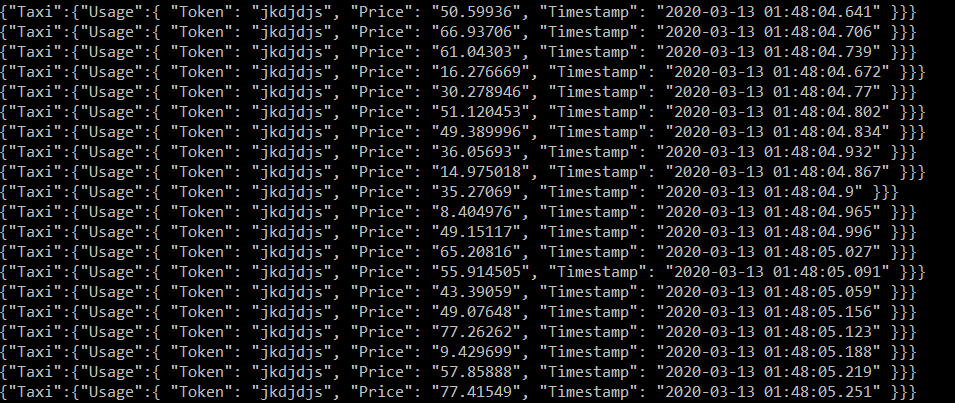 {"Taxi":{"Usage":{ "Token": "jkdjdjs", "Price": "50.59936", "Timestamp": "2020-03-13 01:48:04.641" }}}
{"Taxi":{"Usage":{ "Token": "jkdjdjs", "Price": "66.93706", "Timestamp": "2020-03-13 01:48:04.706" }}}
{"Taxi":{"Usage":{ "Token": "jkdjdjs", "Price": "61.04303", "Timestamp": "2020-03-13 01:48:04.739" }}}
{"Taxi":{"Usage":{ "Token": "jkdjdjs", "Price": "16.276669", "Timestamp": "2020-03-13 01:48:04.672" }}}
{"Taxi":{"Usage":{ "Token": "jkdjdjs", "Price": "30.278946", "Timestamp": "2020-03-13 01:48:04.77" }}}
{"Taxi":{"Usage":{ "Token": "jkdjdjs", "Price": "51.120453", "Timestamp": "2020-03-13 01:48:04.802" }}}
{"Taxi":{"Usage":{ "Token": "jkdjdjs", "Price": "49.389996", "Timestamp": "2020-03-13 01:48:04.834" }}}
{"Taxi":{"Usage":{ "Token": "jkdjdjs", "Price": "36.05693", "Timestamp": "2020-03-13 01:48:04.932" }}}
{"Taxi":{"Usage":{ "Token": "jkdjdjs", "Price": "14.975018", "Timestamp": "2020-03-13 01:48:04.867" }}}
{"Taxi":{"Usage":{ "Token": "jkdjdjs", "Price": "35.27069", "Timestamp": "2020-03-13 01:48:04.9" }}}
{"Taxi":{"Usage":{ "Token": "jkdjdjs", "Price": "8.404976", "Timestamp": "2020-03-13 01:48:04.965" }}}
{"Taxi":{"Usage":{ "Token": "jkdjdjs", "Price": "49.15117", "Timestamp": "2020-03-13 01:48:04.996" }}}
{"Taxi":{"Usage":{ "Token": "jkdjdjs", "Price": "65.20816", "Timestamp": "2020-03-13 01:48:05.027" }}}
{"Taxi":{"Usage":{ "Token": "jkdjdjs", "Price": "55.914505", "Timestamp": "2020-03-13 01:48:05.091" }}}
{"Taxi":{"Usage":{ "Token": "jkdjdjs", "Price": "43.39059", "Timestamp": "2020-03-13 01:48:05.059" }}}
{"Taxi":{"Usage":{ "Token": "jkdjdjs", "Price": "49.07648", "Timestamp": "2020-03-13 01:48:05.156" }}}
{"Taxi":{"Usage":{ "Token": "jkdjdjs", "Price": "77.26262", "Timestamp": "2020-03-13 01:48:05.123" }}}
{"Taxi":{"Usage":{ "Token": "jkdjdjs", "Price": "9.429699", "Timestamp": "2020-03-13 01:48:05.188" }}}
{"Taxi":{"Usage":{ "Token": "jkdjdjs", "Price": "57.85888", "Timestamp": "2020-03-13 01:48:05.219" }}}
{"Taxi":{"Usage":{ "Token": "jkdjdjs", "Price": "77.41549", "Timestamp": "2020-03-13 01:48:05.251" }}}